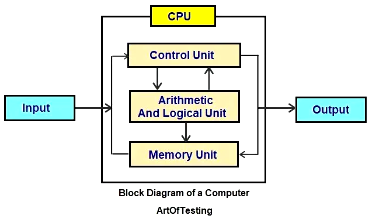 CPU
Control Unit
Input
Arithmetic
And Logical Unit
Output
Memory Unit
Block Diagram of a Computer
ArtOfTesting